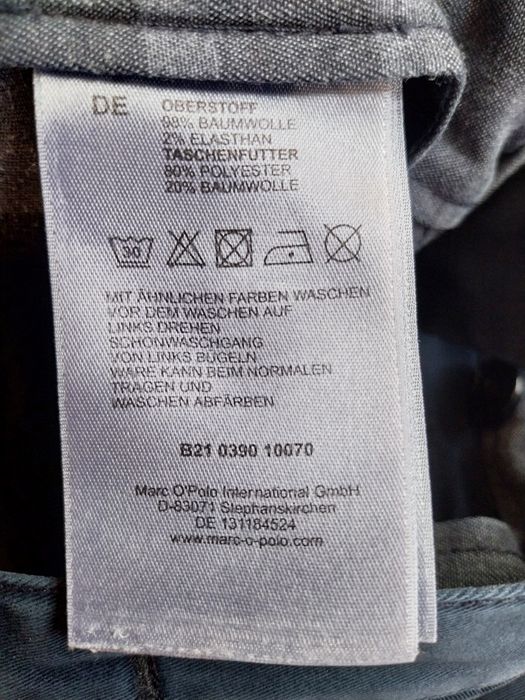 DE
OBERSTOFF
98% BAUMWOLLE
2% ELASTHAN
TASCHENFUTTER
80% POLYESTER
20% BAUMWOLLE
30
MIT ÄHNLICHEN FARBEN WASCHEN
VOR DEM WASCHEN AUF
LINKS DREHEN
SCHONWASCHGANG
VON LINKS BÜGELN
WARE KANN BEIM NORMALEN
TRAGEN UND
WASCHEN ABFÄRBEN
B21 0390 10070
Marc O'Polo International GmbH
D-83071 Stephanskirchen
DE 131184524
www.marc-o-polo.com